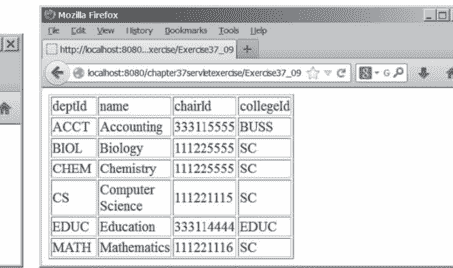 Mozilla Firefox
File Edit View History Bookmarks Tools Help
http://localhost:8080...xercise/Exercise37_09 +
localhost:8080/chapter37servletexercise/Exercise37_09 G
deptId name chairId collegeId
ACCT Accounting 333115555 BUSS
BIOL Biology 111225555 SC
CHEM Chemistry 111225555 SC
CS Computer Science 111221115 SC
EDUC Education 333114444 EDUC
MATH Mathematics 111221116 SC